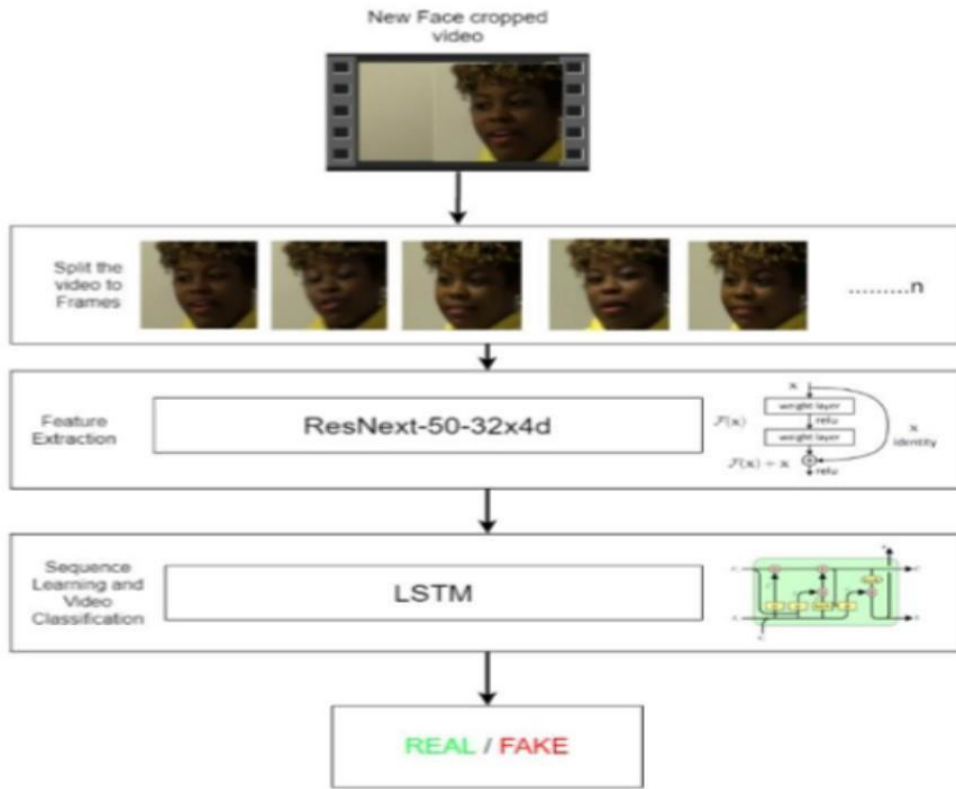 New Face cropped
video
Split the
video to
Frames
.........n
Feature
Extraction
ResNext-50-32x4d
x
weight layer
F(x)
relu
weight layer
x
identity
F(x) + x
relu
Sequence
Learning and
Video
Classification
LSTM
REAL / FAKE